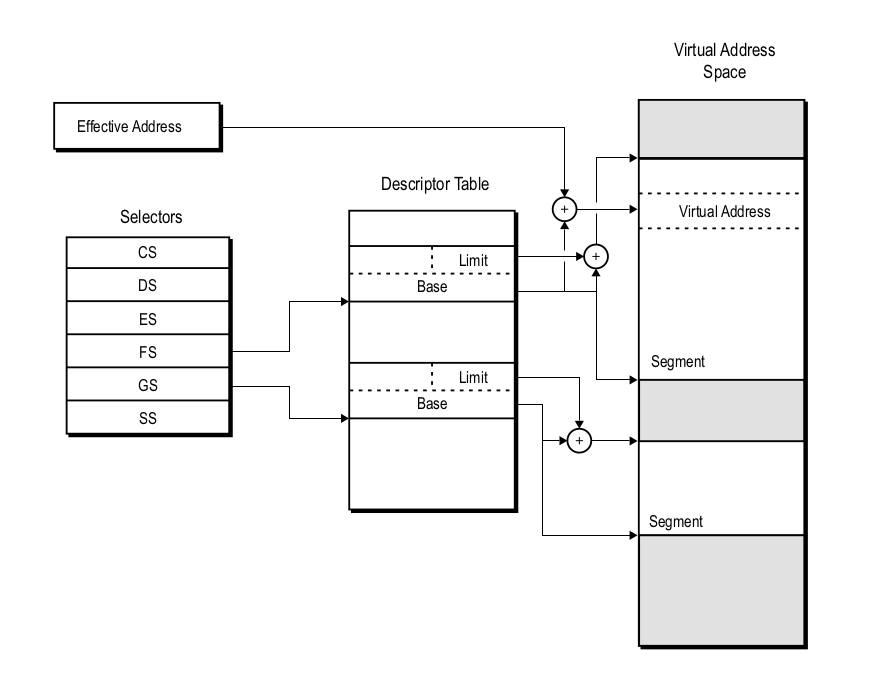 Virtual Address
Space
Effective Address
Descriptor Table
Selectors
+
Virtual Address
CS
Limit
+
DS
Base
ES
FS
Segment
Limit
GS
Base
SS
+
Segment